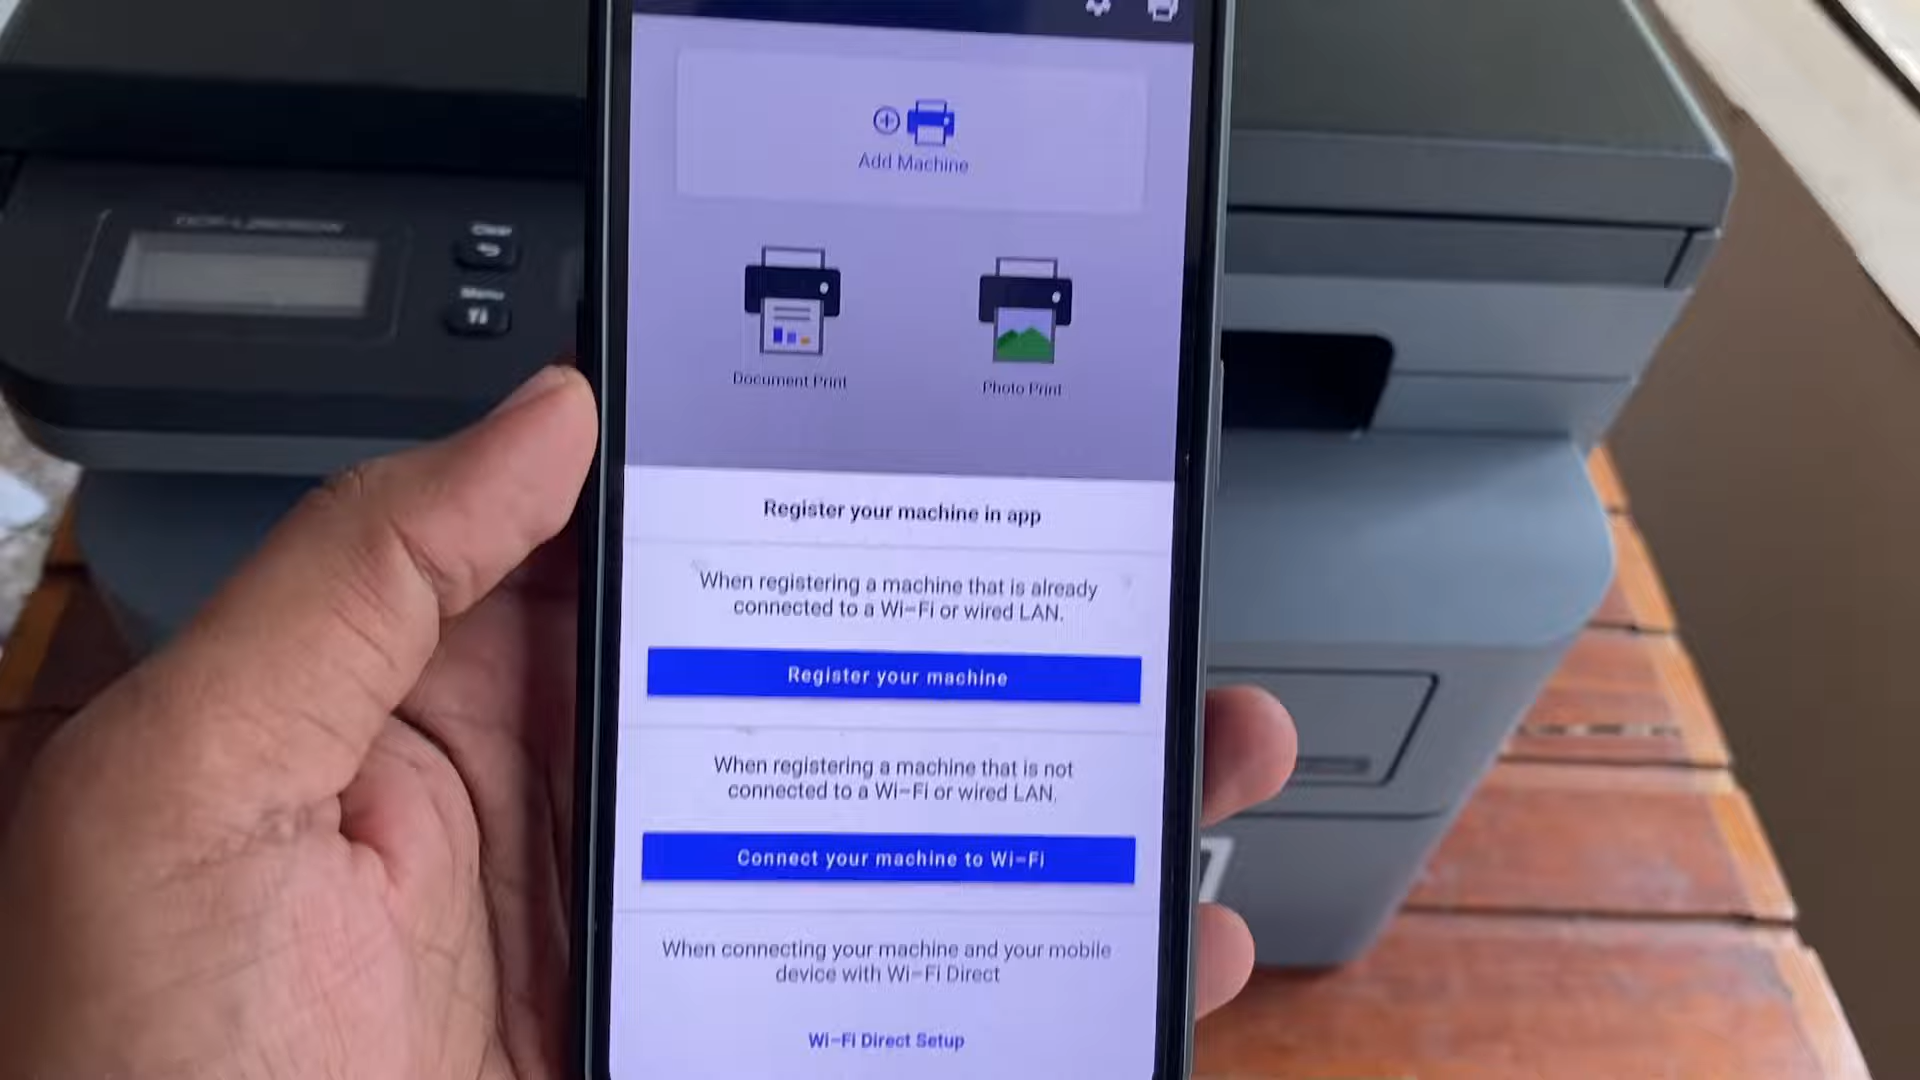 Add Machine
Clear
Menu
Document Print
Photo Print
Register your machine in app
When registering a machine that is already
connected to a Wi-Fi or wired LAN.
Register your machine
When registering a machine that is not
connected to a Wi-Fi or wired LAN.
Connect your machine to Wi-Fi
When connecting your machine and your mobile
device with Wi-Fi Direct
Wi-Fi Direct Setup